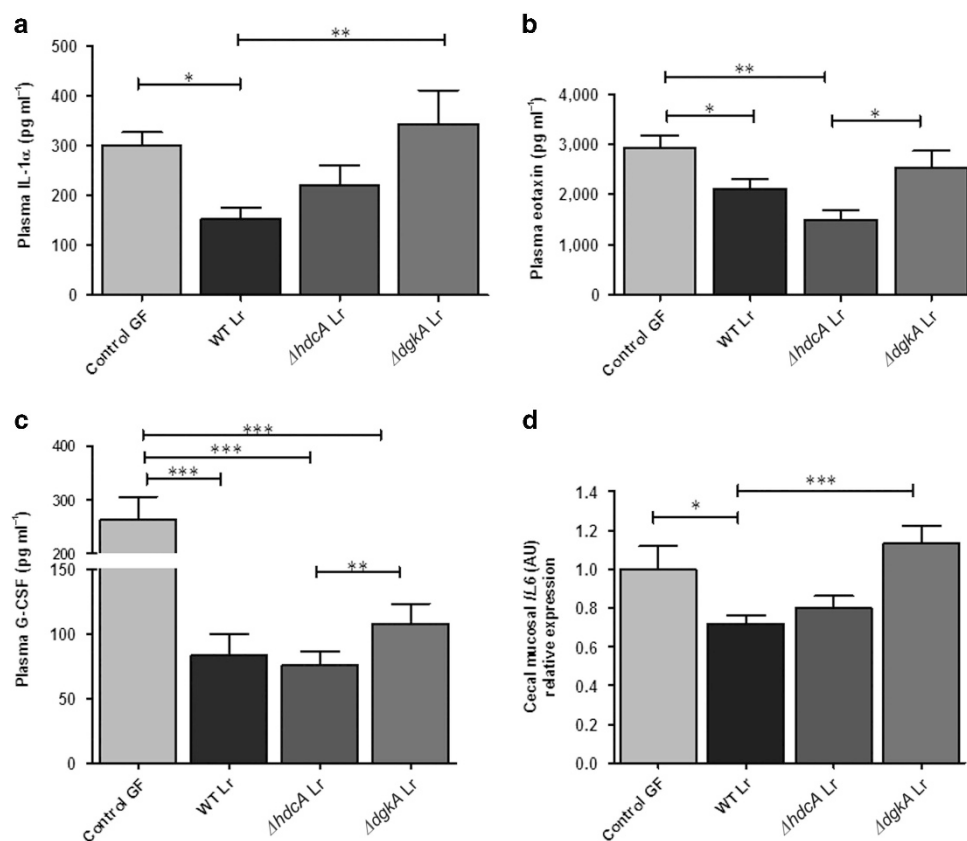 a
Plasma IL-1α (pg ml⁻¹)
500
400
300
200
100
0
*
**
Control GF
WT Lr
ΔhdcA Lr
ΔdgkA Lr
b
Plasma eotaxin (pg ml⁻¹)
4,000
3,000
2,000
1,000
0
**
*
*
Control GF
WT Lr
ΔhdcA Lr
ΔdgkA Lr
c
Plasma G-CSF (pg ml⁻¹)
400
300
200
150
100
50
0
***
***
***
**
Control GF
WT Lr
ΔhdcA Lr
ΔdgkA Lr
d
Cecal mucosal IL6 (AU)
relative expression
1.4
1.2
1.0
0.8
0.6
0.4
0.2
0.0
*
***
Control GF
WT Lr
ΔhdcA Lr
ΔdgkA Lr